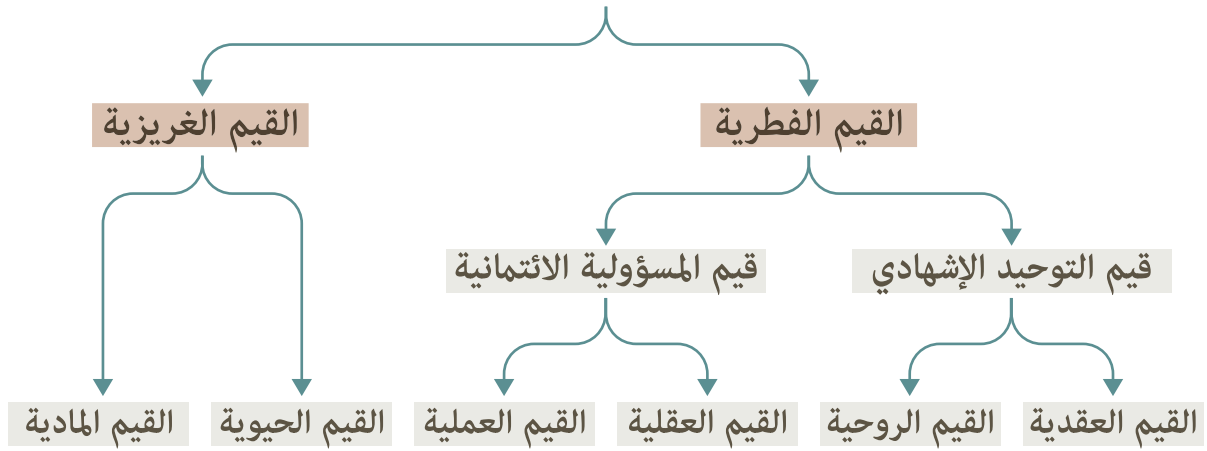 القيم الفطرية
القيم الغريزية
قيم التوحيد الإشهادي
قيم المسؤولية الائتمانية
القيم العقدية
القيم الروحية
القيم العقلية
القيم العملية
القيم الحيوية
القيم المادية